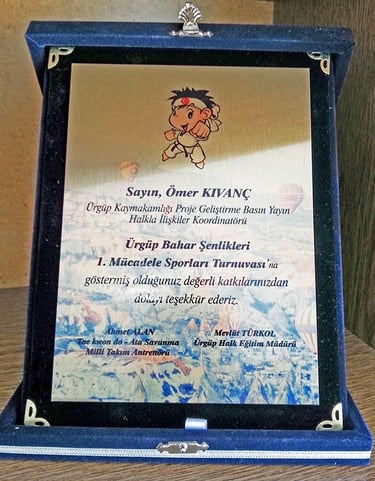 Sayın, Ömer KIVANÇ
Ürgüp Kaymakamlığı Proje Geliştirme Basın Yayın
Halkla İlişkiler Koordinatörü
Ürgüp Bahar Şenlikleri
1. Mücadele Sporları Turnuvası'na
göstermiş olduğunuz değerli katkılarınızdan
dolayı teşekkür ederiz.
Ahmet ALAN
Tae kwon do - Ata Savunma
Milli Takım Antrenörü
Mevlüt TÜRKOL
Ürgüp Halk Eğitim Müdürü